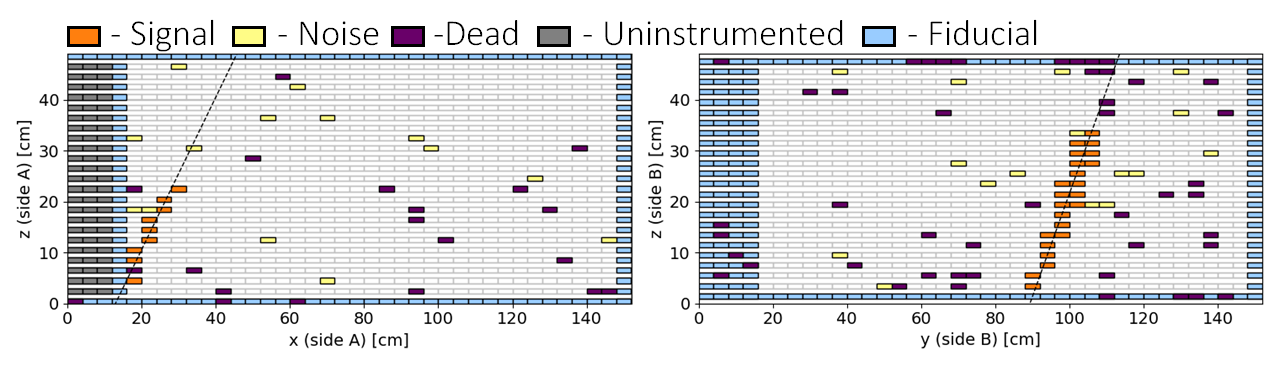 - Signal - Noise -Dead - Uninstrumented - Fiducial
z (side A) [cm]
40
30
20
10
0
0 20 40 60 80 100 120 140
x (side A) [cm]
z (side B) [cm]
40
30
20
10
0
0 20 40 60 80 100 120 140
y (side B) [cm]